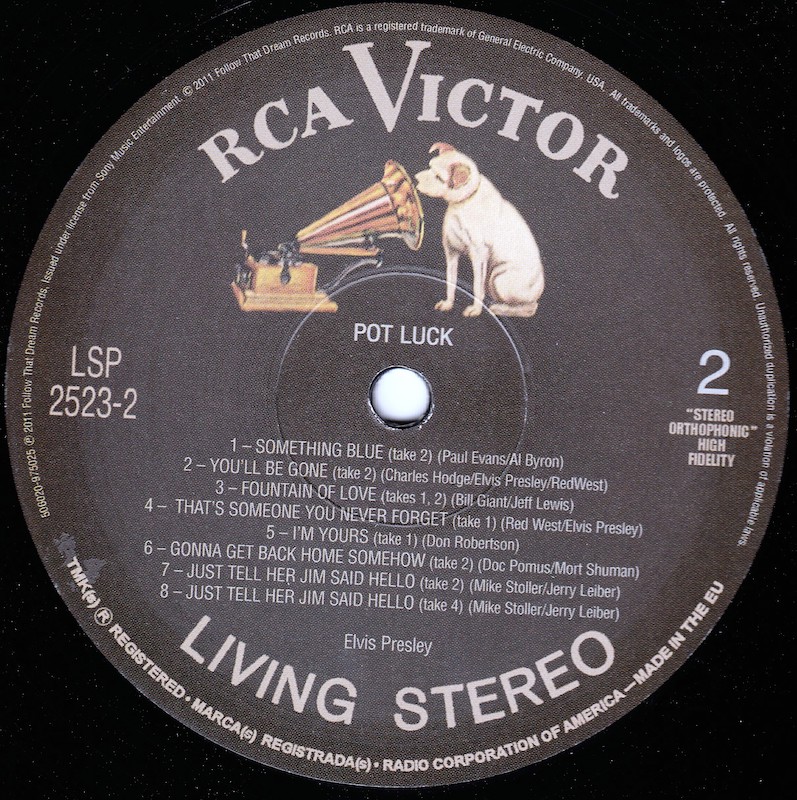 506020-975025 ℗ 2011 Follow That Dream Records. Issued under license from Sony Music Entertainment. © 2011 Follow That Dream Records. RCA is a registered trademark of General Electric Company, USA. All trademarks and logos are protected. All rights reserved. Unauthorized duplication is a violation of applicable laws.
RCA VICTOR
POT LUCK
LSP
2523-2
2
"STEREO
ORTHOPHONIC"
HIGH
FIDELITY
1 – SOMETHING BLUE (take 2) (Paul Evans/Al Byron)
2 – YOU'LL BE GONE (take 2) (Charles Hodge/Elvis Presley/RedWest)
3 – FOUNTAIN OF LOVE (takes 1, 2) (Bill Giant/Jeff Lewis)
4 – THAT'S SOMEONE YOU NEVER FORGET (take 1) (Red West/Elvis Presley)
5 – I'M YOURS (take 1) (Don Robertson)
6 – GONNA GET BACK HOME SOMEHOW (take 2) (Doc Pomus/Mort Shuman)
7 – JUST TELL HER JIM SAID HELLO (take 2) (Mike Stoller/Jerry Leiber)
8 – JUST TELL HER JIM SAID HELLO (take 4) (Mike Stoller/Jerry Leiber)
Elvis Presley
LIVING STEREO
TMK(s) ® REGISTERED • MARCA(s) REGISTRADA(s) • RADIO CORPORATION OF AMERICA — MADE IN THE EU